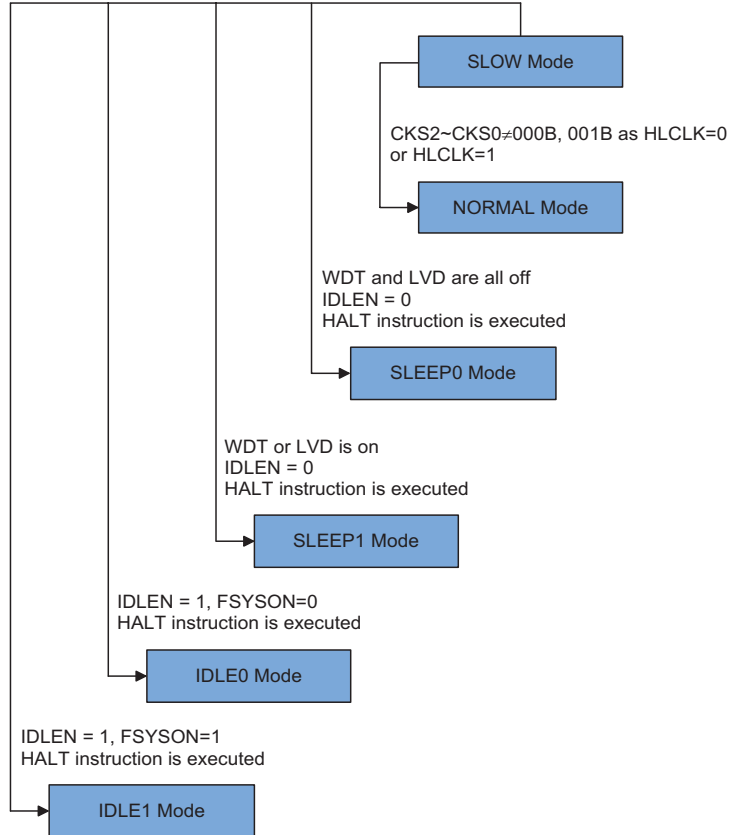 SLOW Mode
CKS2~CKS0≠000B, 001B as HLCLK=0
or HLCLK=1
NORMAL Mode
WDT and LVD are all off
IDLEN = 0
HALT instruction is executed
SLEEP0 Mode
WDT or LVD is on
IDLEN = 0
HALT instruction is executed
SLEEP1 Mode
IDLEN = 1, FSYSON=0
HALT instruction is executed
IDLE0 Mode
IDLEN = 1, FSYSON=1
HALT instruction is executed
IDLE1 Mode